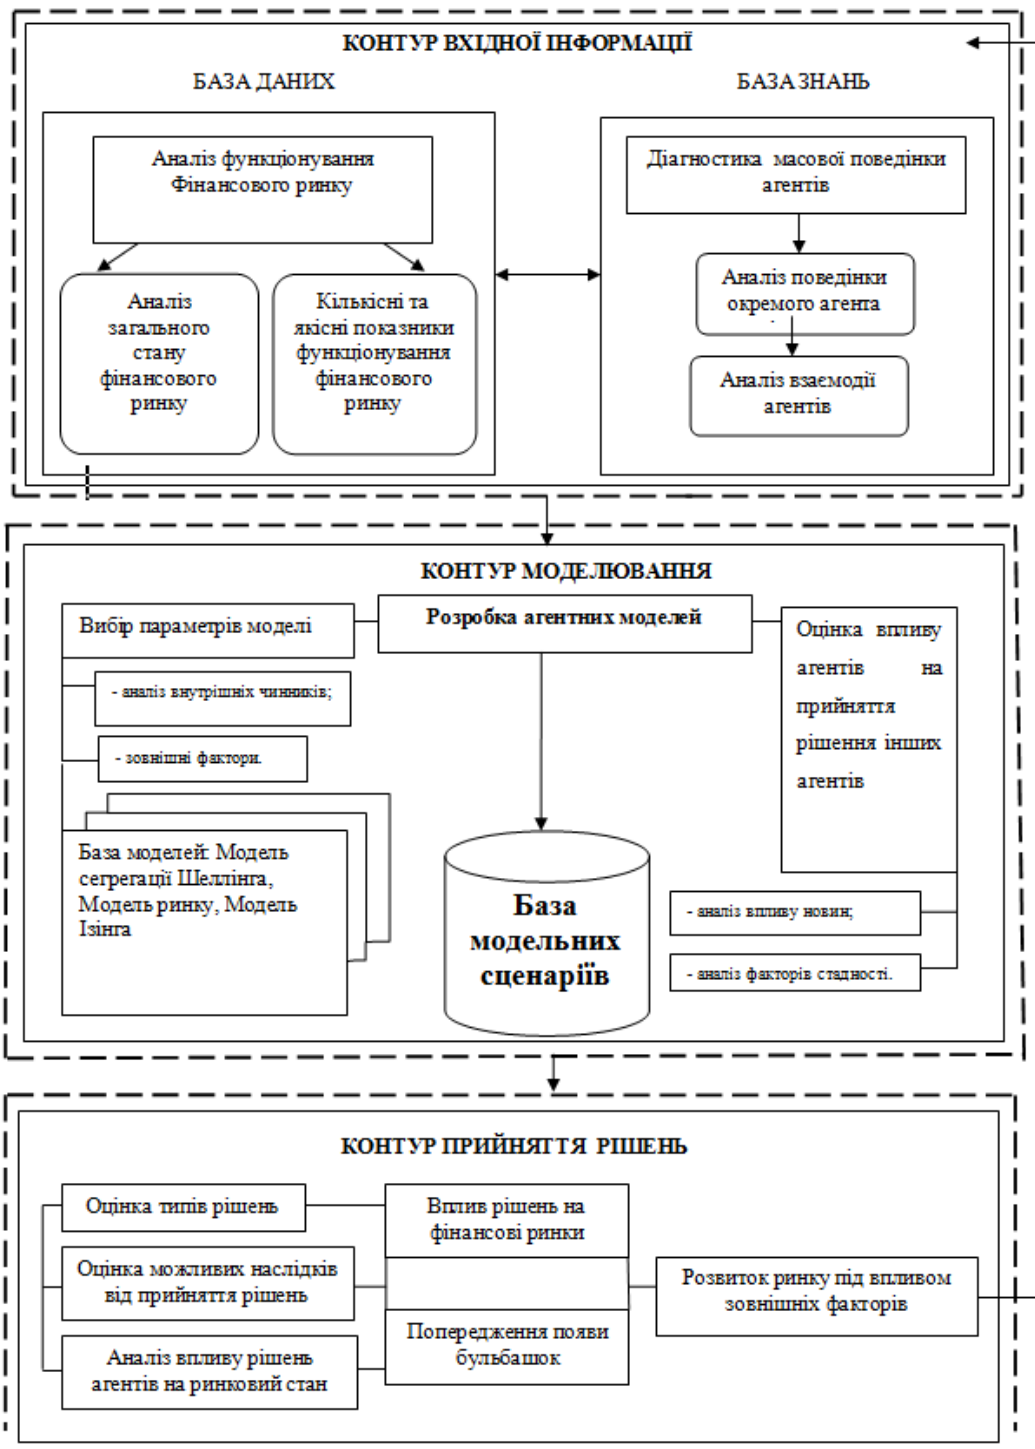 КОНТУР ВХІДНОЇ ІНФОРМАЦІЇ
БАЗА ДАНИХ
БАЗА ЗНАНЬ
Аналіз функціонування
Фінансового ринку
Аналіз
загального
стану
фінансового
ринку
Кількісні та
якісні показники
функціонування
фінансового
ринку
Діагностика масової поведінки
агентів
Аналіз поведінки
окремого агента
Аналіз взаємодії
агентів
КОНТУР МОДЕЛЮВАННЯ
Вибір параметрів моделі
- аналіз внутрішніх чинників;
- зовнішні фактори.
База моделей: Модель
сегрегації Шеллінга,
Модель ринку, Модель
Ізінга
Розробка агентних моделей
База
модельних
сценаріїв
Оцінка впливу
агентів на
прийняття
рішення інших
агентів
- аналіз впливу новин;
- аналіз факторів стадності.
КОНТУР ПРИЙНЯТТЯ РІШЕНЬ
Оцінка типів рішень
Оцінка можливих наслідків
від прийняття рішень
Аналіз впливу рішень
агентів на ринковий стан
Вплив рішень на
фінансові ринки
Попередження появи
бульбашок
Розвиток ринку під впливом
зовнішніх факторів